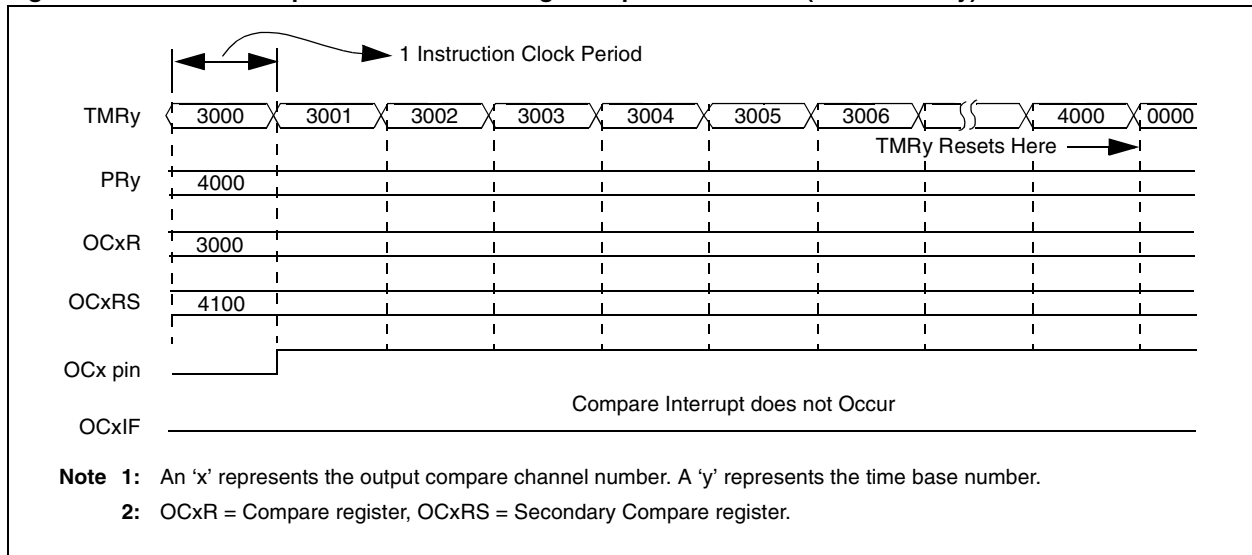 1 Instruction Clock Period
TMRy 3000 3001 3002 3003 3004 3005 3006 4000 0000
TMRy Resets Here
PRy 4000
OCxR 3000
OCxRS 4100
OCx pin
Compare Interrupt does not Occur
OCxIF
Note 1: An ‘x’ represents the output compare channel number. A ‘y’ represents the time base number.
2: OCxR = Compare register, OCxRS = Secondary Compare register.